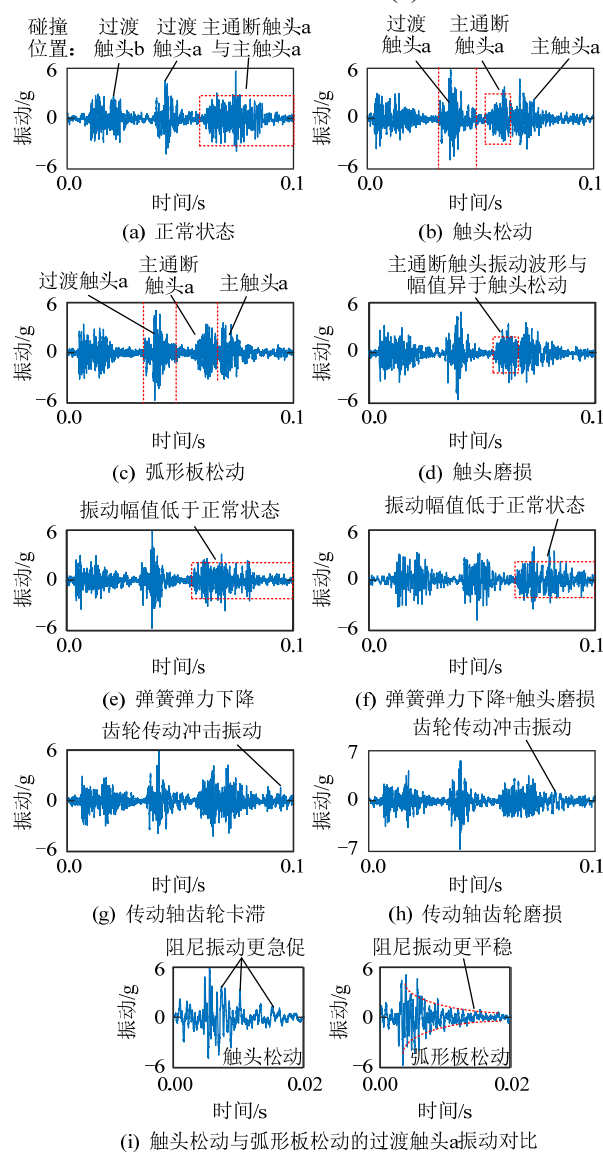 碰撞 过渡 过渡 主通断触头a
位置: 触头b 触头a 与主触头a
6
0
−6
振动/g
0.0 0.1
时间/s
(a) 正常状态
过渡 主通断
触头a 触头a 主触头a
6
0
−6
振动/g
0.0 0.1
时间/s
(b) 触头松动
主通断
过渡触头a 触头a 主触头a
6
0
−6
振动/g
0.0 0.1
时间/s
(c) 弧形板松动
主通断触头振动波形与
幅值异于触头松动
6
0
−6
振动/g
0.0 0.1
时间/s
(d) 触头磨损
振动幅值低于正常状态
6
0
−6
振动/g
0.0 0.1
时间/s
(e) 弹簧弹力下降
振动幅值低于正常状态
6
0
−6
振动/g
0.0 0.1
时间/s
(f) 弹簧弹力下降+触头磨损
齿轮传动冲击振动
6
0
−6
振动/g
0.0 0.1
时间/s
(g) 传动轴齿轮卡滞
齿轮传动冲击振动
7
0
−7
振动/g
0.0 0.1
时间/s
(h) 传动轴齿轮磨损
阻尼振动更急促
6
0
−6
振动/g
触头松动
0.00 0.02
时间/s
阻尼振动更平稳
6
0
−6
振动/g
弧形板松动
0.00 0.02
时间/s
(i) 触头松动与弧形板松动的过渡触头a振动对比